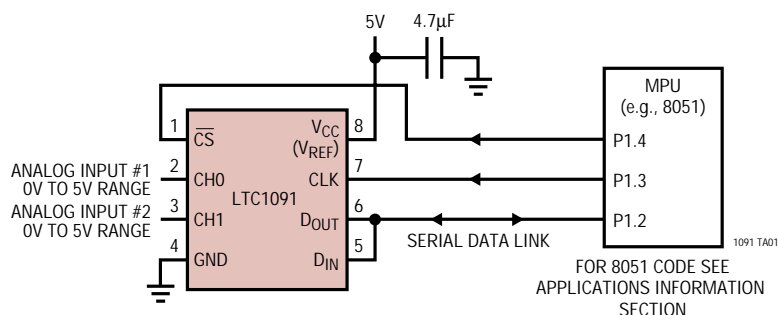 5V
4.7µF
MPU
(e.g., 8051)
1
CS
VCC
(VREF)
8
P1.4
ANALOG INPUT #1
0V TO 5V RANGE
2
CH0
LTC1091
CLK
7
P1.3
ANALOG INPUT #2
0V TO 5V RANGE
3
CH1
DOUT
6
SERIAL DATA LINK
P1.2
4
GND
DIN
5
1091 TA01
FOR 8051 CODE SEE
APPLICATIONS INFORMATION
SECTION